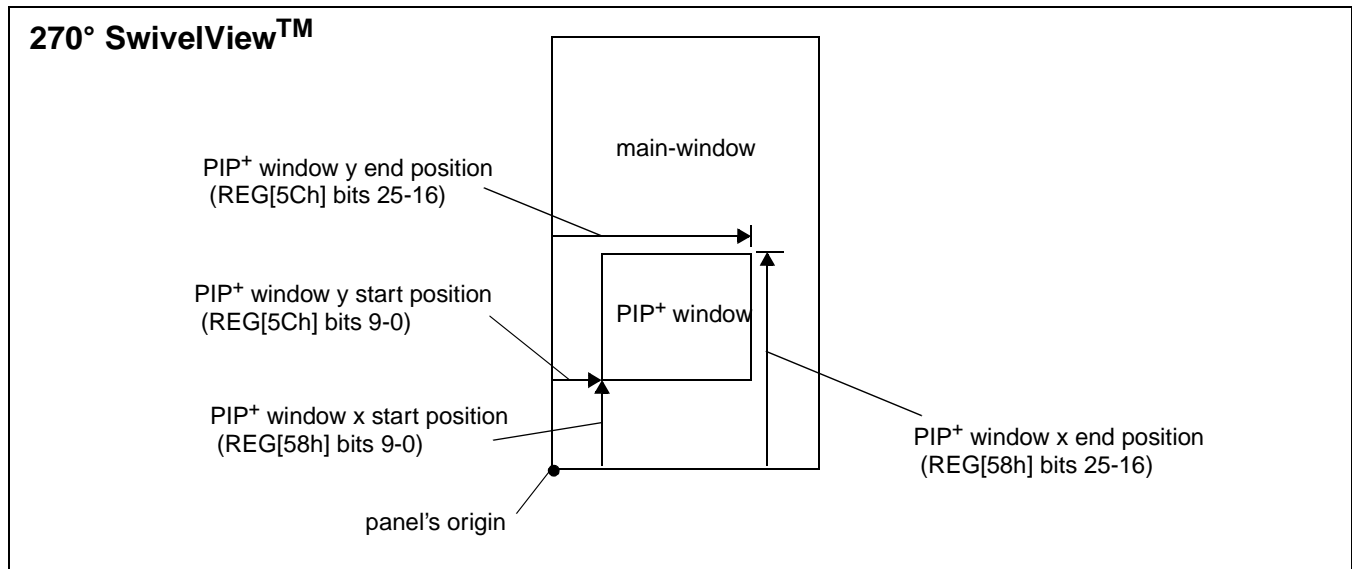 270° SwivelView™
main-window
PIP+ window y end position
(REG[5Ch] bits 25-16)
PIP+ window y start position
(REG[5Ch] bits 9-0)
PIP+ window
PIP+ window x start position
(REG[58h] bits 9-0)
PIP+ window x end position
(REG[58h] bits 25-16)
panel's origin